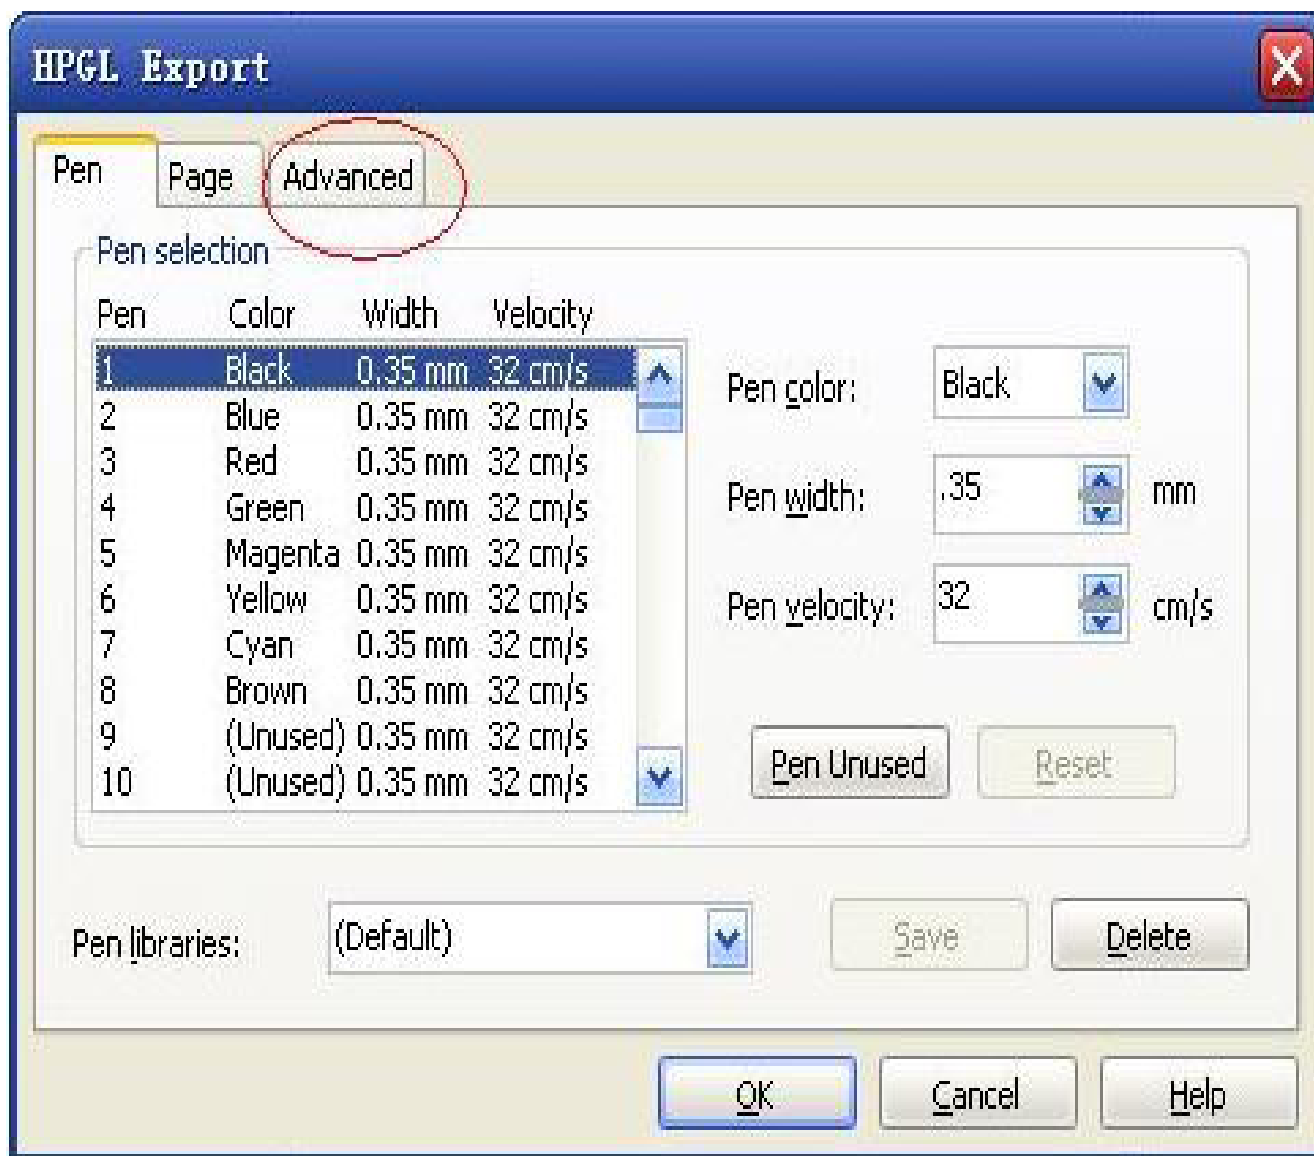 HPGL Export
Pen Page Advanced
Pen selection
Pen Color Width Velocity
1 Black 0.35 mm 32 cm/s
2 Blue 0.35 mm 32 cm/s
3 Red 0.35 mm 32 cm/s
4 Green 0.35 mm 32 cm/s
5 Magenta 0.35 mm 32 cm/s
6 Yellow 0.35 mm 32 cm/s
7 Cyan 0.35 mm 32 cm/s
8 Brown 0.35 mm 32 cm/s
9 (Unused) 0.35 mm 32 cm/s
10 (Unused) 0.35 mm 32 cm/s
Pen color: Black
Pen width: .35 mm
Pen velocity: 32 cm/s
Pen Unused Reset
Pen libraries: (Default) Save Delete
OK Cancel Help